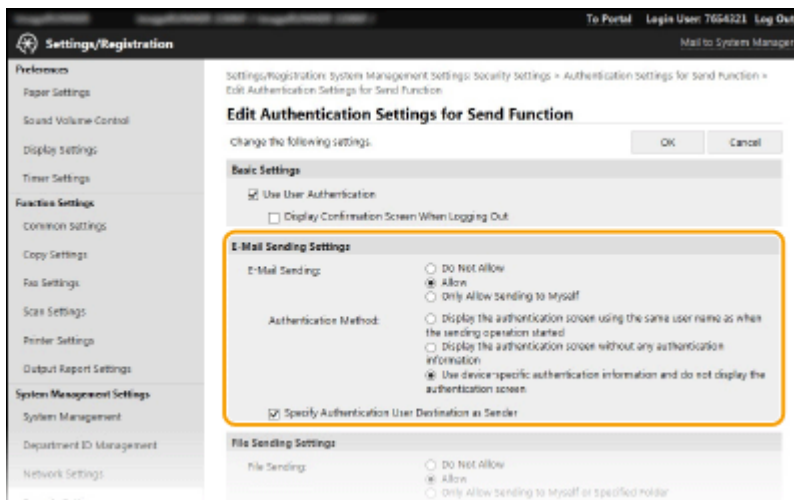 To Portal Login User: 7654321 Log Out
Settings/Registration
Mail to System Manager
Preferences
Paper Settings
Sound Volume Control
Display Settings
Timer Settings
Function Settings
Common Settings
Copy Settings
Fax Settings
Scan Settings
Printer Settings
Output Report Settings
System Management Settings
System Management
Department ID Management
Network Settings
Settings/Registration: System Management Settings: Security Settings > Authentication Settings for Send Function >
Edit Authentication Settings for Send Function
Edit Authentication Settings for Send Function
Change the following settings.
OK
Cancel
Basic Settings
Use User Authentication
Display Confirmation Screen When Logging Out
E-Mail Sending Settings
E-Mail Sending:
Do Not Allow
Allow
Only Allow Sending to Myself
Authentication Method:
Display the authentication screen using the same user name as when
the sending operation started
Display the authentication screen without any authentication
information
Use device-specific authentication information and do not display the
authentication screen
Specify Authentication User Destination as Sender
File Sending Settings
File Sending:
Do Not Allow
Allow
Only Allow Sending to Myself or Specified Folder